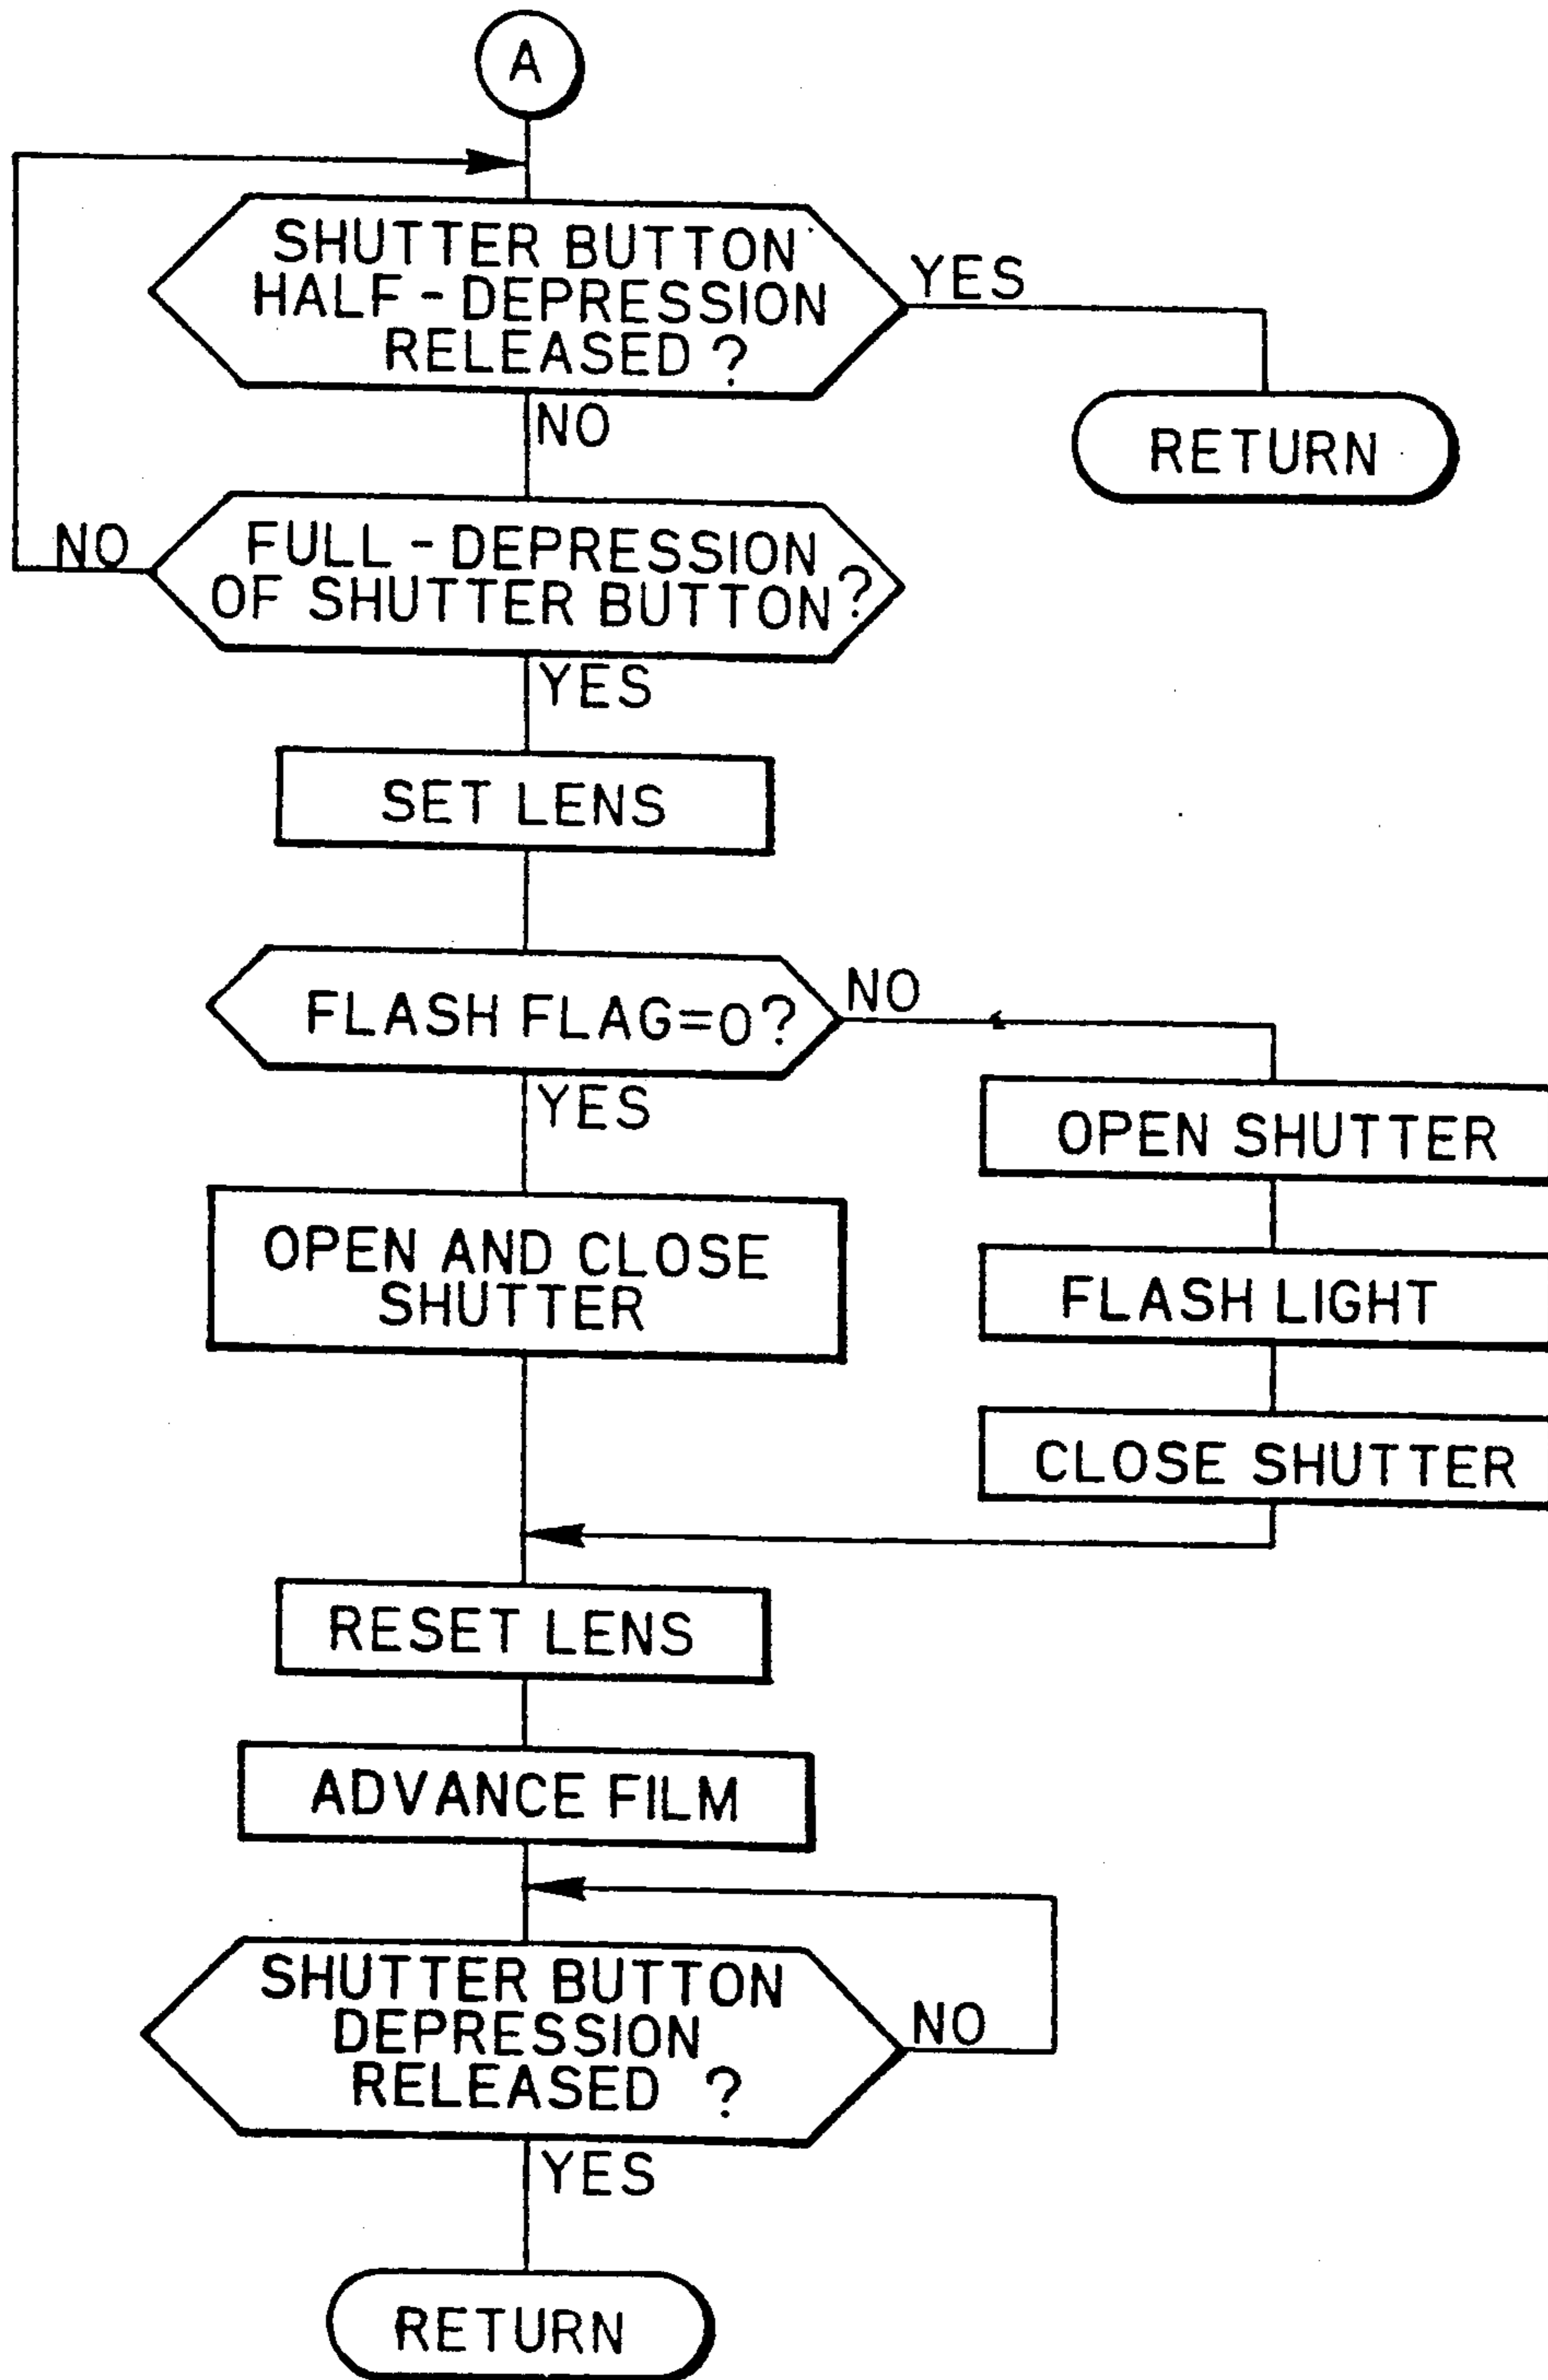 A
SHUTTER BUTTON
HALF - DEPRESSION
RELEASED ?
YES
RETURN
NO
FULL - DEPRESSION
OF SHUTTER BUTTON ?
NO
YES
SET LENS
FLASH FLAG=0?
NO
YES
OPEN SHUTTER
OPEN AND CLOSE
SHUTTER
FLASH LIGHT
CLOSE SHUTTER
RESET LENS
ADVANCE FILM
SHUTTER BUTTON
DEPRESSION
RELEASED ?
NO
YES
RETURN